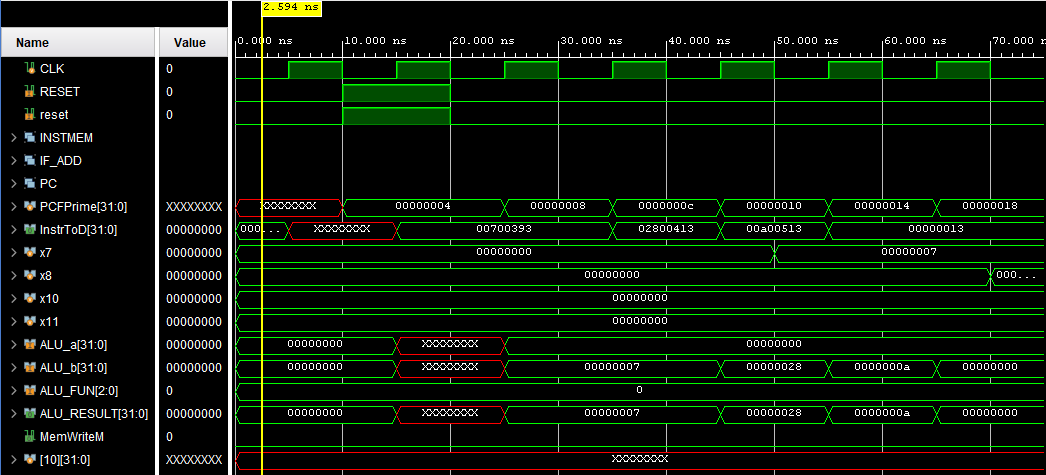 2.594 ns
Name Value 0.000 ns 10.000 ns 20.000 ns 30.000 ns 40.000 ns 50.000 ns 60.000 ns 70.000
CLK 0
RESET 0
reset 0
INSTMEM
IF_ADD
PC
PCFPrime[31:0] XXXXXXXX XXXXXXXX 00000004 00000008 0000000c 00000010 00000014 00000018
InstrToD[31:0] 00000000 000... XXXXXXXX 00700393 02800413 00a00513 00000013
x7 00000000 00000000 00000007
x8 00000000 00000000 000...
x10 00000000 00000000
x11 00000000 00000000
ALU_a[31:0] 00000000 00000000 XXXXXXXX 00000000
ALU_b[31:0] 00000000 00000000 XXXXXXXX 00000007 00000028 0000000a 00000000
ALU_FUN[2:0] 0 0
ALU_RESULT[31:0] 00000000 00000000 XXXXXXXX 00000007 00000028 0000000a 00000000
MemWriteM 0
[10][31:0] XXXXXXXX XXXXXXXX